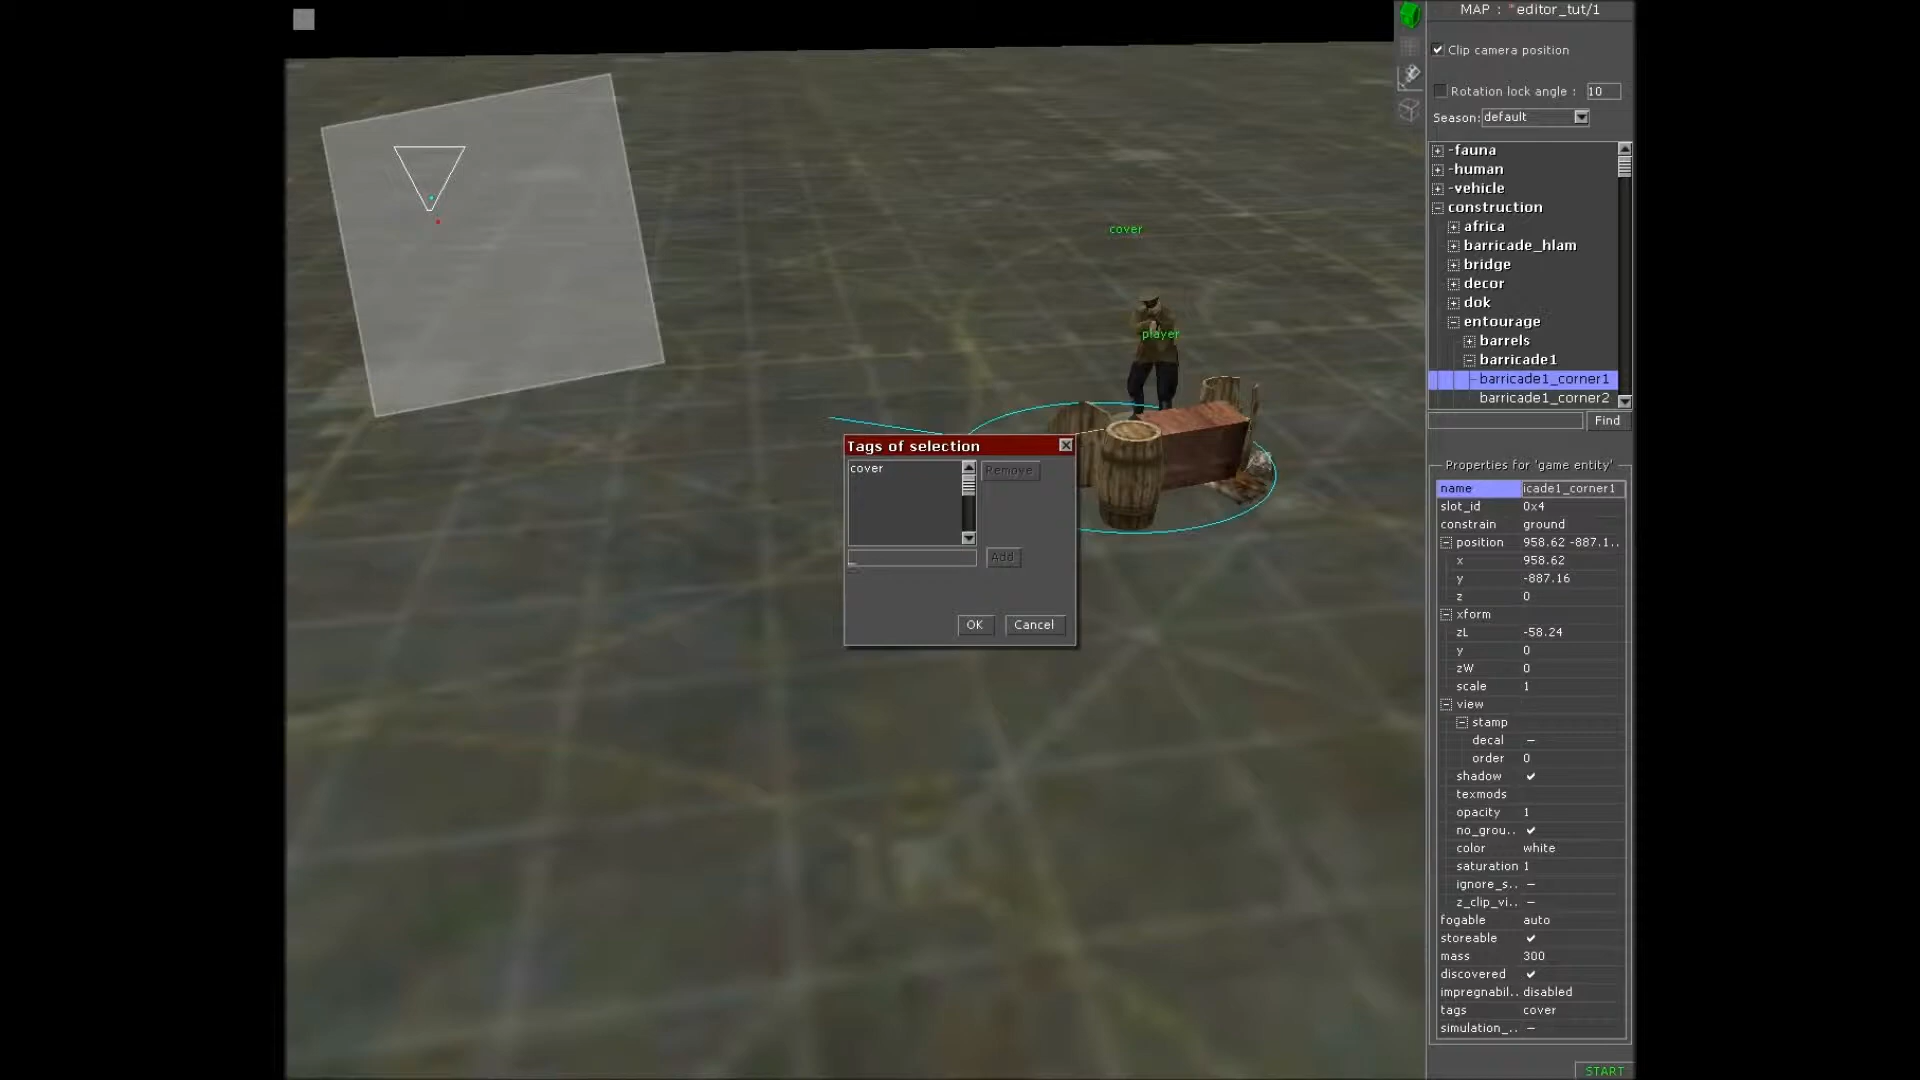 MAP : *editor_tut/1
Clip camera position
Rotation lock angle : 10
Season: default
-fauna
-human
-vehicle
construction
africa
barricade_hlam
bridge
decor
dok
entourage
barrels
barricade1
barricade1_corner1
barricade1_corner2
Find
cover
player
Tags of selection
cover
Remove
Add
OK Cancel
Properties for 'game entity'
name icade1_corner1
slot_id 0x4
constrain ground
position 958.62 -887.1..
x 958.62
y -887.16
z 0
xform
zL -58.24
y 0
zW 0
scale 1
view
stamp
decal —
order 0
shadow
texmods
opacity 1
no_grou..
color white
saturation 1
ignore_s.. —
z_clip_vi.. —
fogable auto
storeable
mass 300
discovered
impregnabil.. disabled
tags cover
simulation_.. —
START